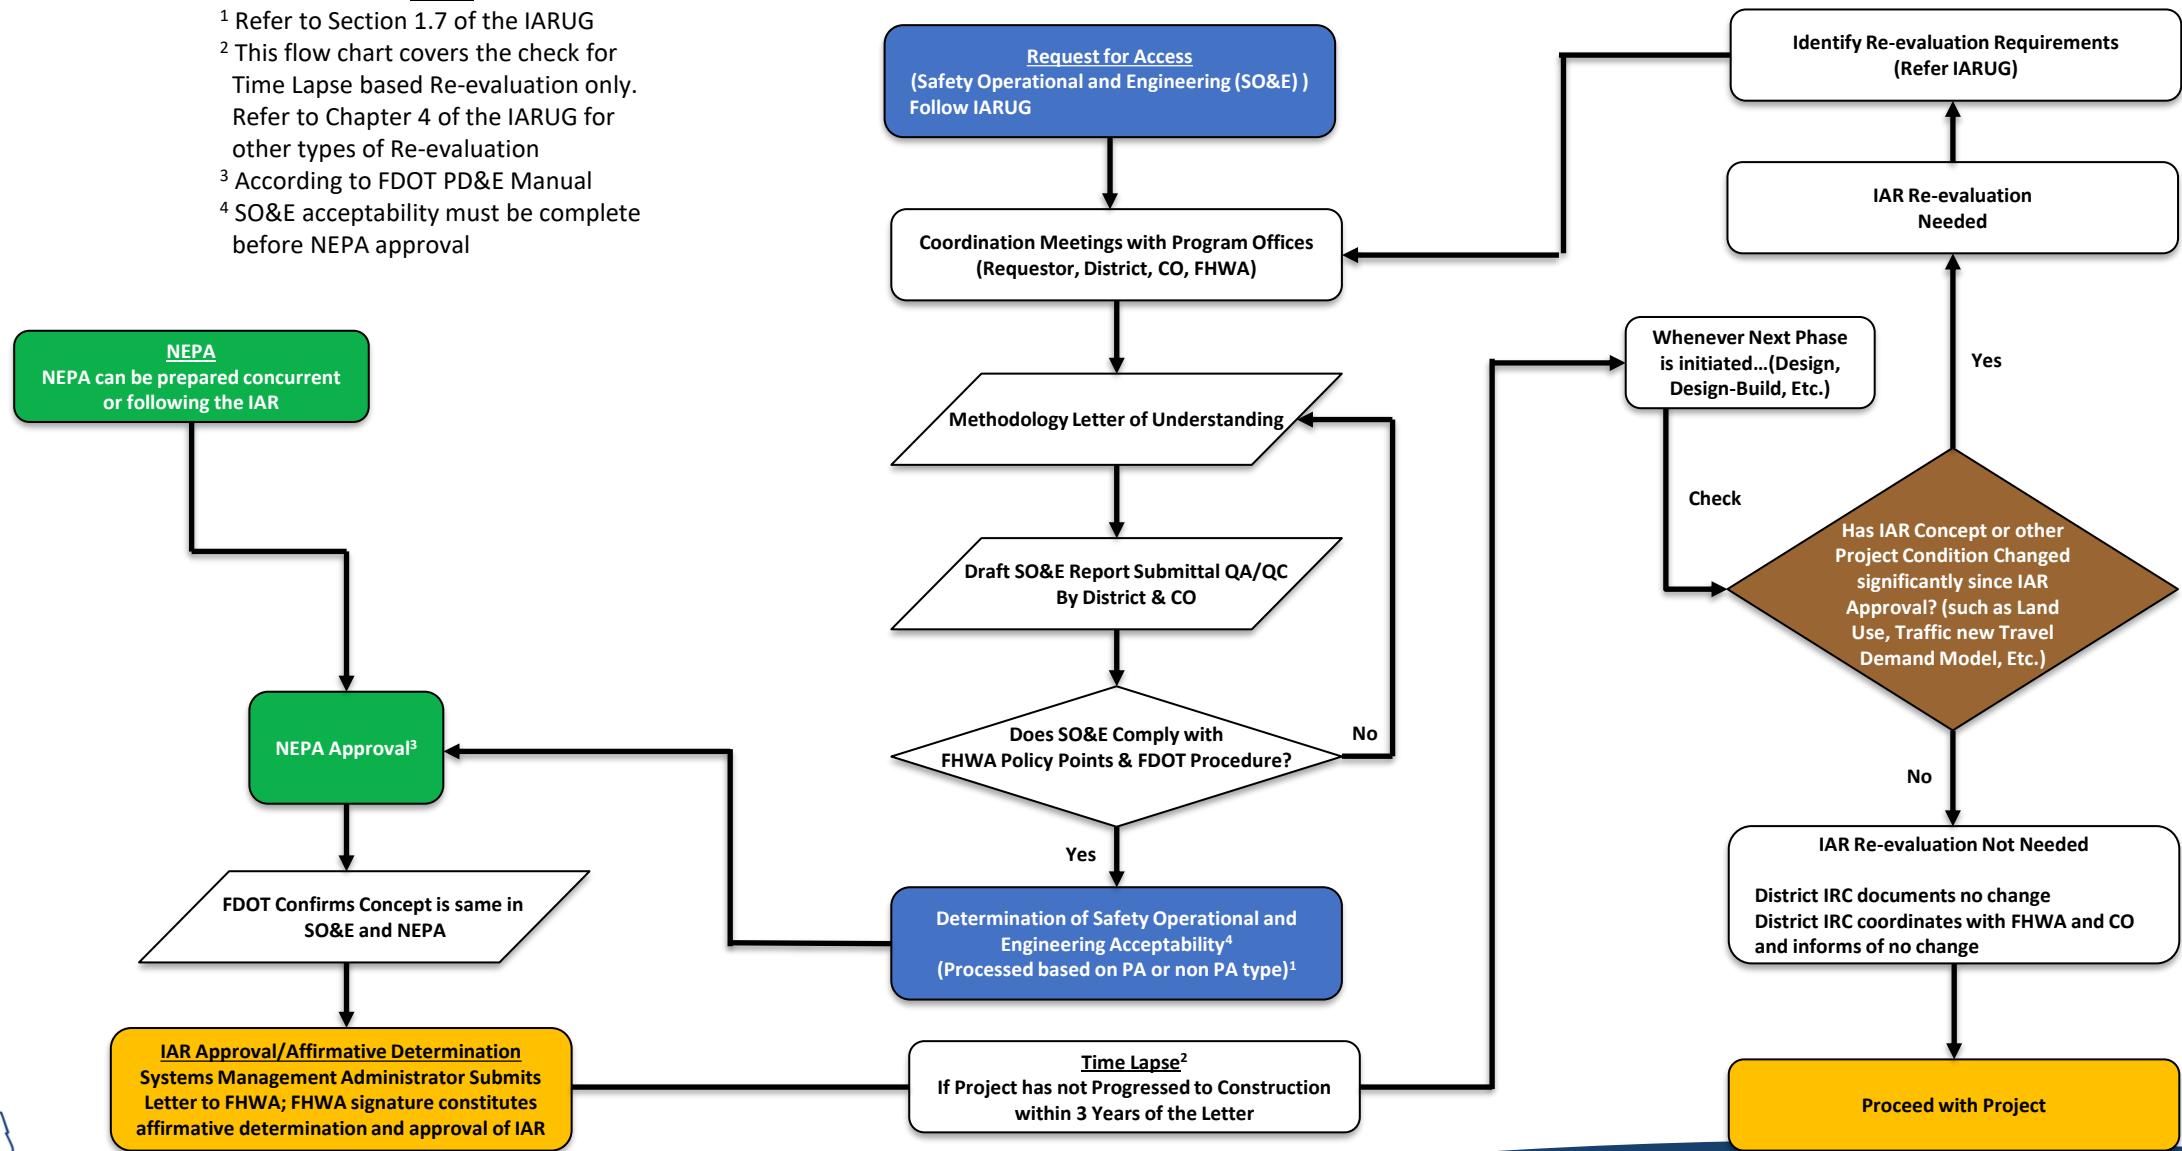 ¹ Refer to Section 1.7 of the IARUG
² This flow chart covers the check for
Time Lapse based Re-evaluation only.
Refer to Chapter 4 of the IARUG for
other types of Re-evaluation
³ According to FDOT PD&E Manual
⁴ SO&E acceptability must be complete
before NEPA approval
Request for Access
(Safety Operational and Engineering (SO&E) )
Follow IARUG
Identify Re-evaluation Requirements
(Refer IARUG)
IAR Re-evaluation
Needed
Coordination Meetings with Program Offices
(Requestor, District, CO, FHWA)
NEPA
NEPA can be prepared concurrent
or following the IAR
Whenever Next Phase
is initiated...(Design,
Design-Build, Etc.)
Yes
Methodology Letter of Understanding
Check
Has IAR Concept or other
Project Condition Changed
significantly since IAR
Approval? (such as Land
Use, Traffic new Travel
Demand Model, Etc.)
Draft SO&E Report Submittal QA/QC
By District & CO
Does SO&E Comply with
FHWA Policy Points & FDOT Procedure?
No
NEPA Approval³
No
Yes
IAR Re-evaluation Not Needed
District IRC documents no change
District IRC coordinates with FHWA and CO
and informs of no change
FDOT Confirms Concept is same in
SO&E and NEPA
Determination of Safety Operational and
Engineering Acceptability⁴
(Processed based on PA or non PA type)¹
IAR Approval/Affirmative Determination
Systems Management Administrator Submits
Letter to FHWA; FHWA signature constitutes
affirmative determination and approval of IAR
Time Lapse²
If Project has not Progressed to Construction
within 3 Years of the Letter
Proceed with Project